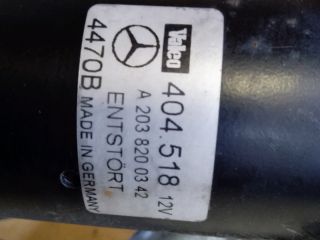 Valeo
404.518 12V
A 203 820 03 42
ENTSTÖRT
4470B MADE IN GERMANY